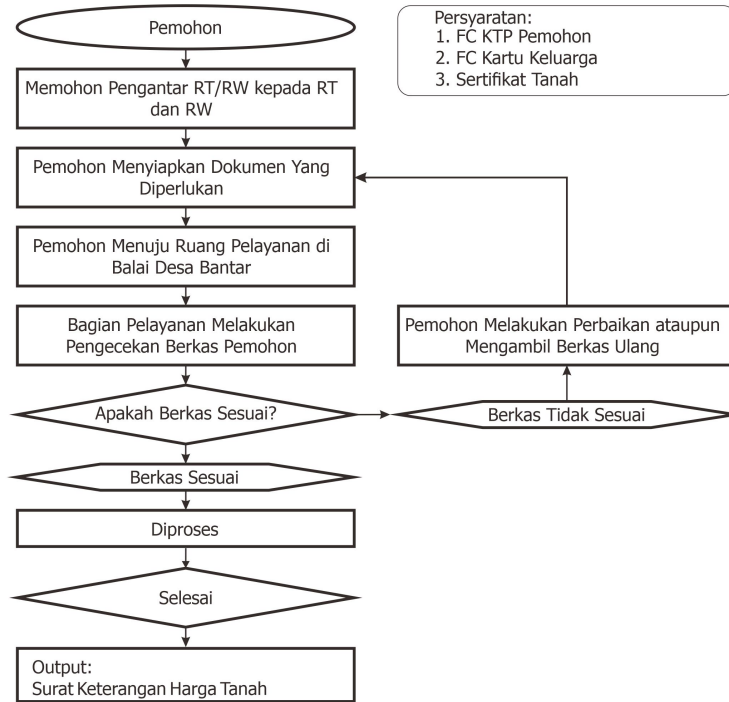 Pemohon
Persyaratan:
1. FC KTP Pemohon
2. FC Kartu Keluarga
3. Sertifikat Tanah
Memohon Pengantar RT/RW kepada RT
dan RW
Pemohon Menyiapkan Dokumen Yang
Diperlukan
Pemohon Menuju Ruang Pelayanan di
Balai Desa Bantar
Bagian Pelayanan Melakukan
Pengecekan Berkas Pemohon
Pemohon Melakukan Perbaikan ataupun
Mengambil Berkas Ulang
Apakah Berkas Sesuai?
Berkas Tidak Sesuai
Berkas Sesuai
Diproses
Selesai
Output:
Surat Keterangan Harga Tanah